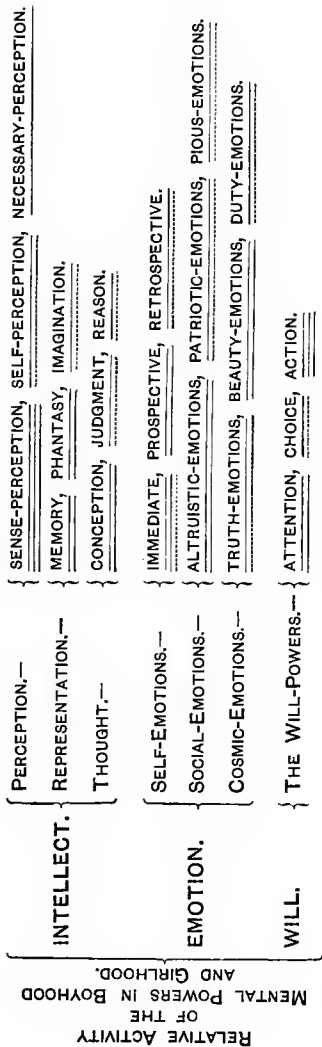 RELATIVE ACTIVITY
OF THE
MENTAL POWERS IN BOYHOOD
AND GIRLHOOD.
INTELLECT.
PERCEPTION.— SENSE-PERCEPTION, SELF-PERCEPTION, NECESSARY-PERCEPTION.
REPRESENTATION.— MEMORY, PHANTASY, IMAGINATION.
THOUGHT.— CONCEPTION, JUDGMENT, REASON.
EMOTION.
SELF-EMOTIONS.— IMMEDIATE, PROSPECTIVE, RETROSPECTIVE.
SOCIAL-EMOTIONS.— ALTRUISTIC-EMOTIONS, PATRIOTIC-EMOTIONS, PIOUS-EMOTIONS.
COSMIC-EMOTIONS.— TRUTH-EMOTIONS, BEAUTY-EMOTIONS, DUTY-EMOTIONS.
WILL.
THE WILL-POWERS.— ATTENTION, CHOICE, ACTION.